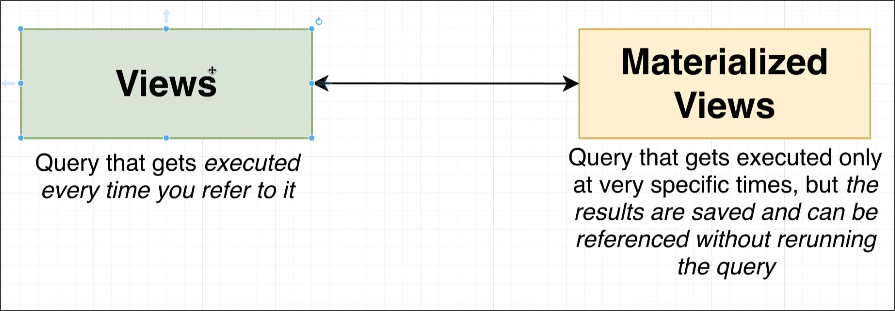 Views
Query that gets executed
every time you refer to it
Materialized
Views
Query that gets executed only
at very specific times, but the
results are saved and can be
referenced without rerunning
the query